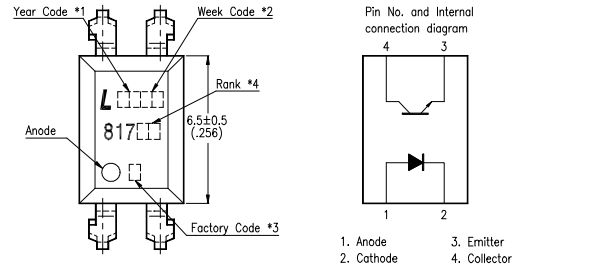 Year Code *1
Week Code *2
L
Rank *4
817
6.5±0.5
(.256)
Anode
Factory Code *3
Pin No. and Internal
connection diagram
4 3
1 2
1. Anode 3. Emitter
2. Cathode 4. Collector